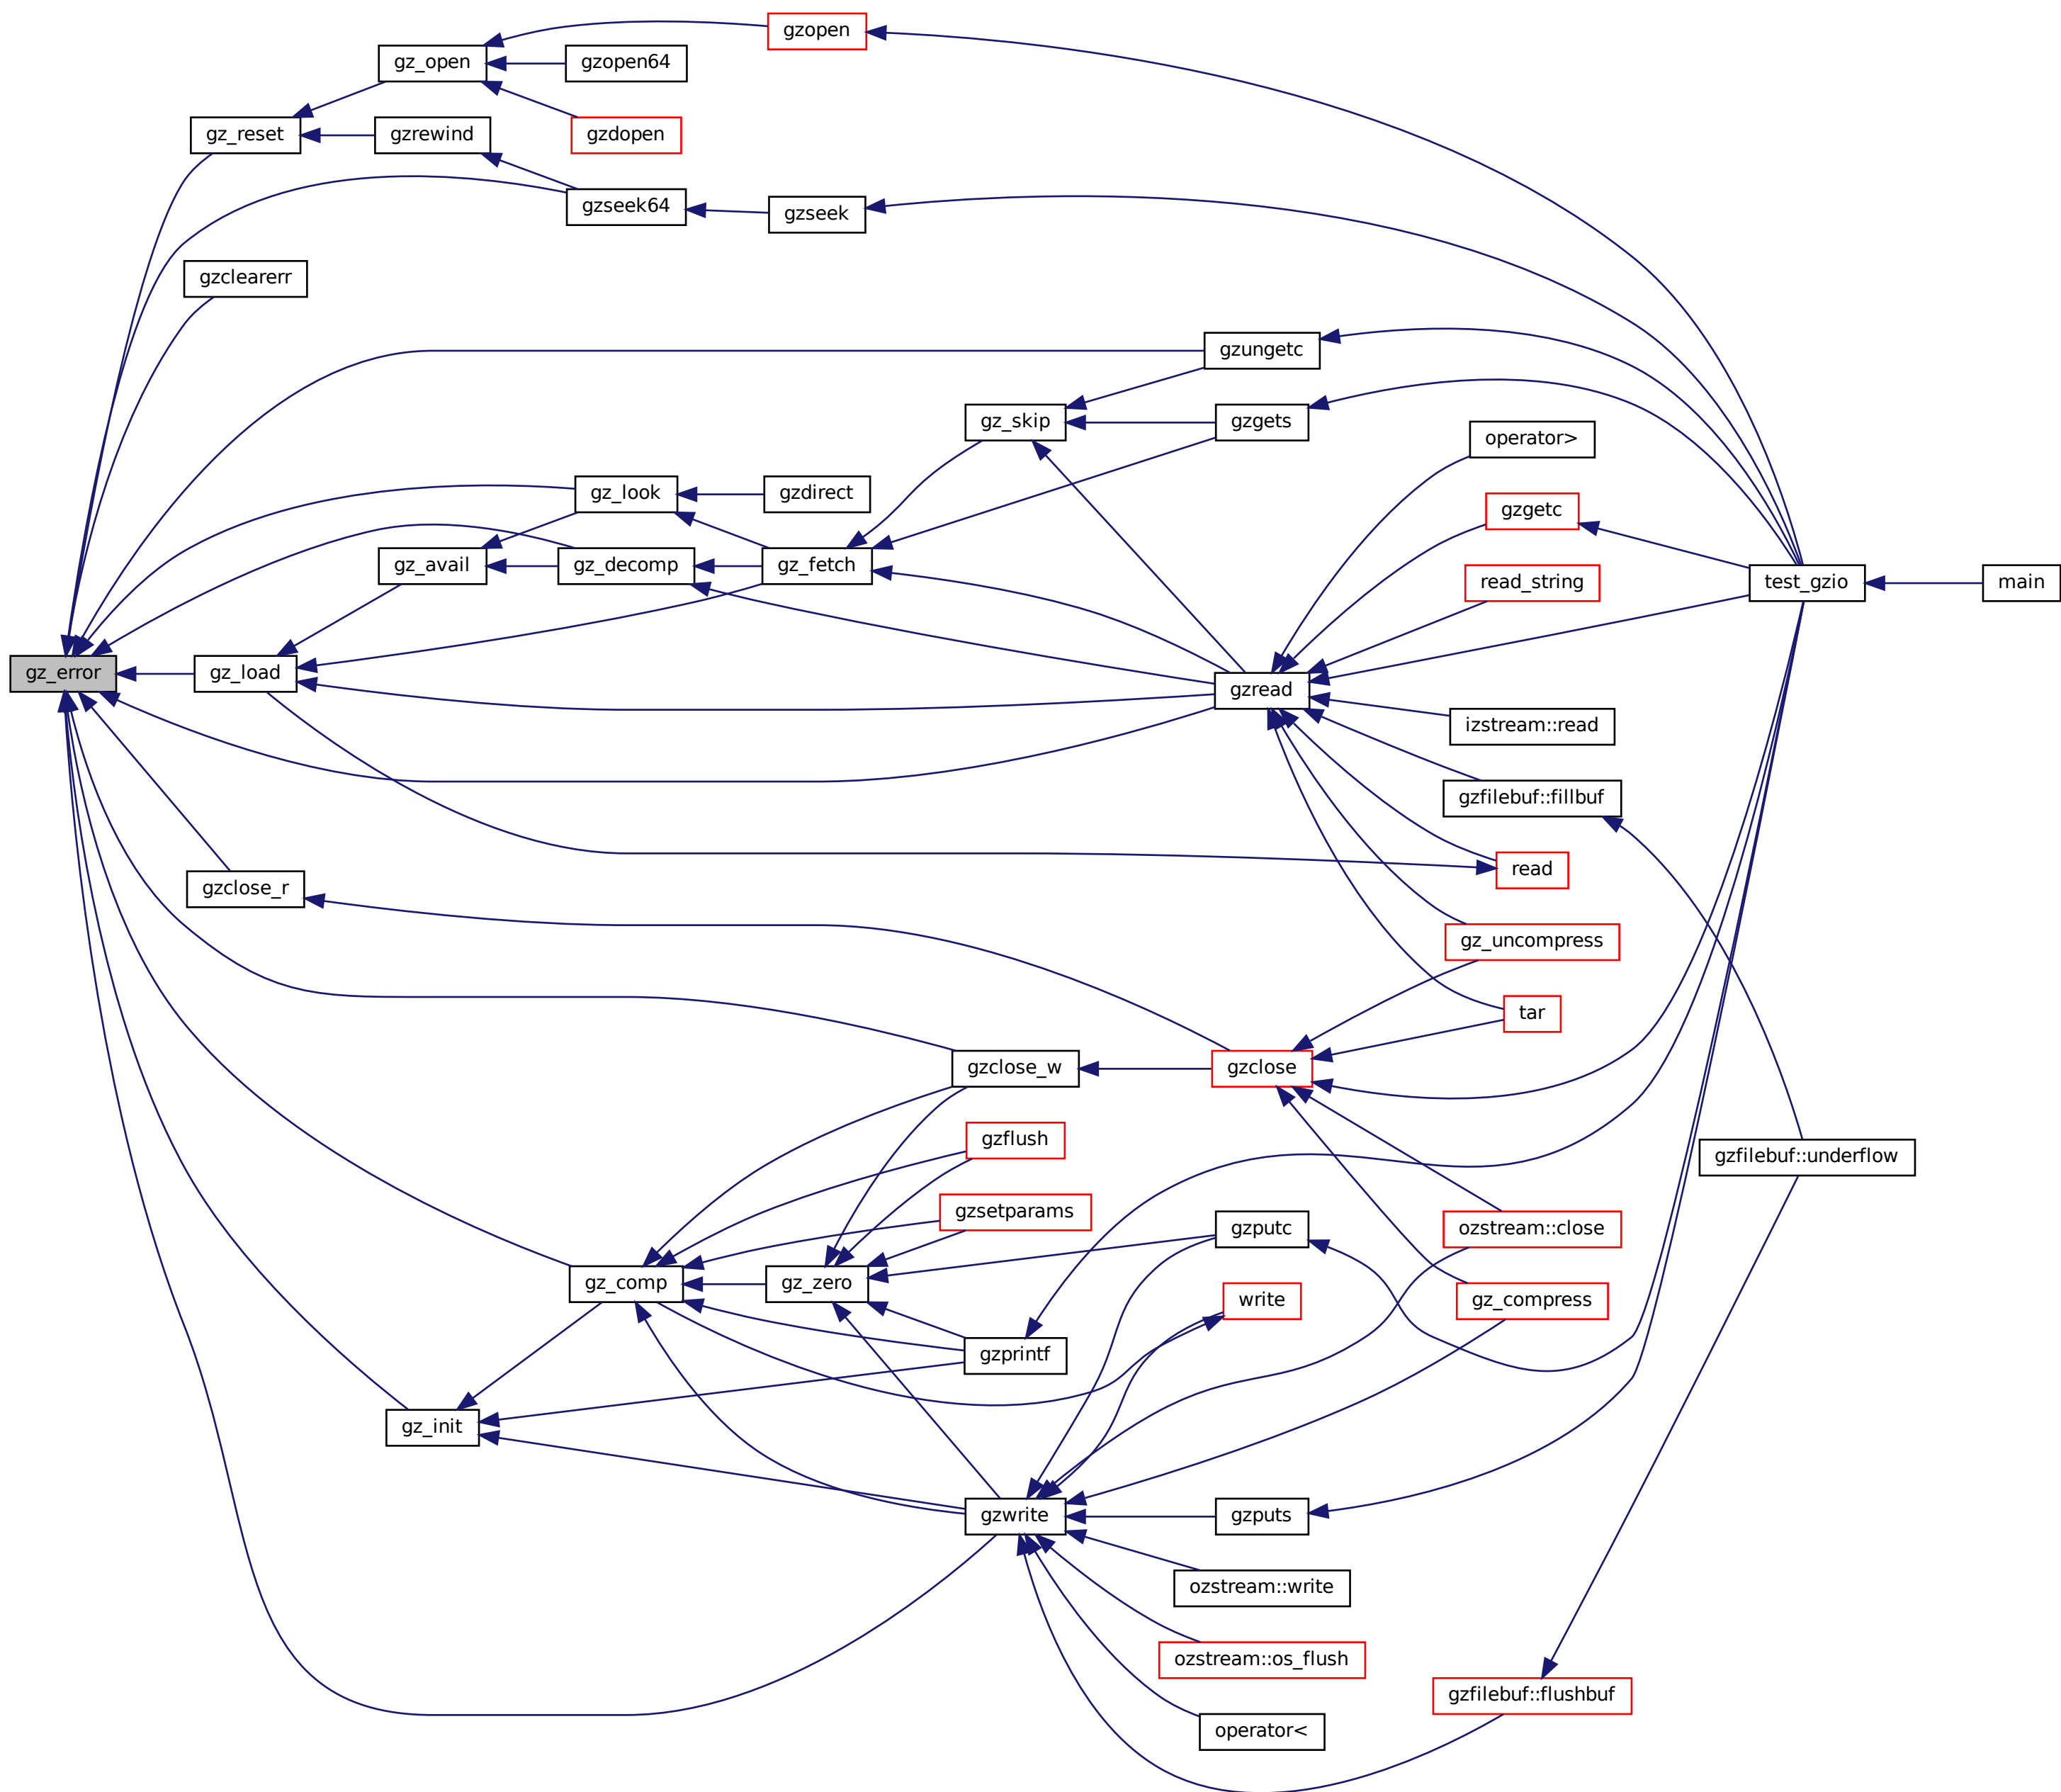 gzopen
gz_open
gzopen64
gz_reset
gzrewind
gzdopen
gzseek64
gzseek
gzclearerr
gzungetc
gz_skip
gzgets
operator>
gz_look
gzdirect
gzgetc
gz_avail
gz_decomp
gz_fetch
read_string
test_gzio
main
gz_error
gz_load
gzread
izstream::read
gzfilebuf::fillbuf
read
gzclose_r
gz_uncompress
tar
gzclose_w
gzclose
gzflush
gzfilebuf::underflow
gzsetparams
gzputc
ozstream::close
gz_comp
gz_zero
write
gz_compress
gzprintf
gz_init
gzwrite
gzputs
ozstream::write
ozstream::os_flush
gzfilebuf::flushbuf
operator<